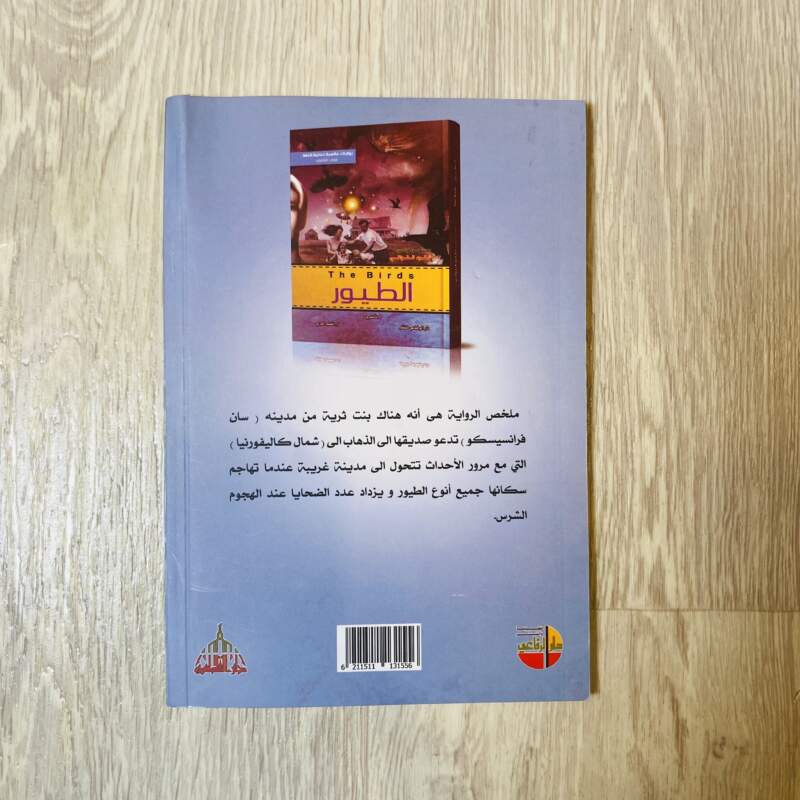 The Birds
الطيور
ملخص الرواية هى أنه هناك بنت ثرية من مدينه ( سان
فرانسيسكو ) تدعو صديقها الى الذهاب الى ( شمال كاليفورنيا )
التي مع مرور الأحداث تتحول الى مدينة غريبة عندما تهاجم
سكانها جميع أنوع الطيور و يزداد عدد الضحايا عند الهجوم
الشرس.
دار الرفاعي
6 211511 131556